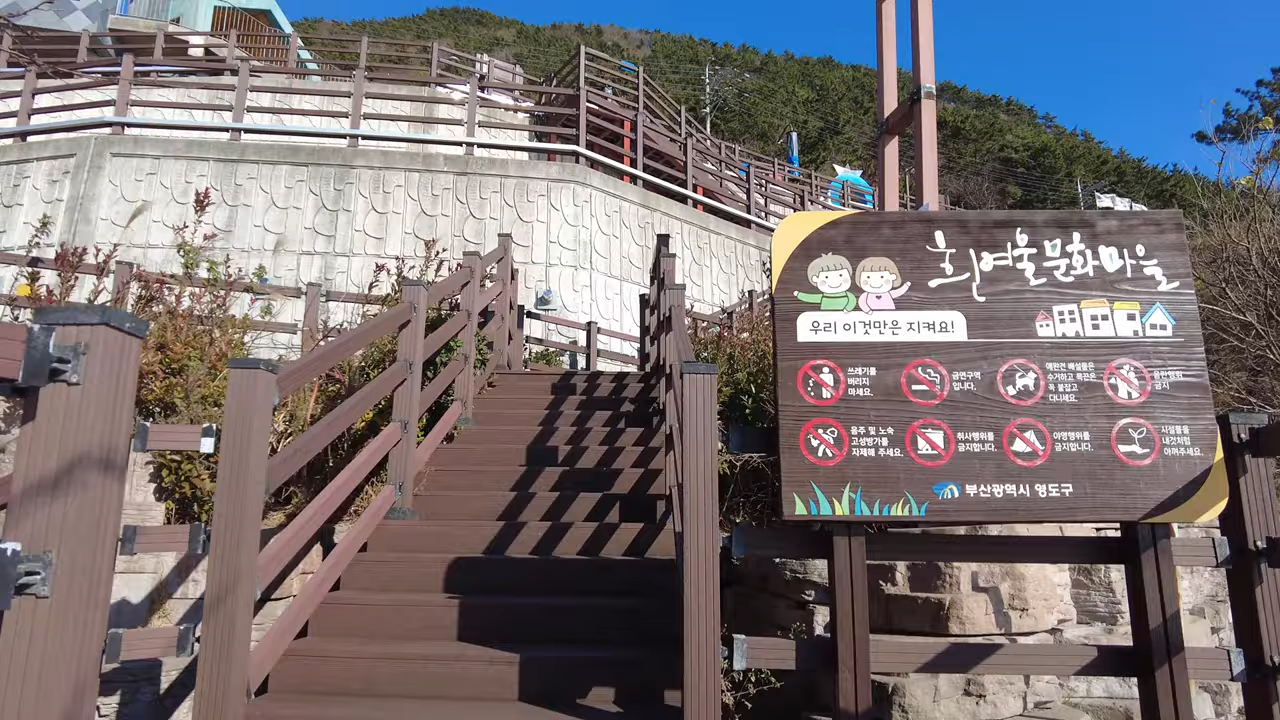 흰여울문화마을
우리 이것만은 지켜요!
쓰레기를
버리지
마세요.
금연구역
입니다.
애완견 배설물은
수거하고 목끈은
꼭 붙잡고
다니세요.
음란행위
금지
음주 및 노숙
고성방가를
자제해 주세요.
취사행위를
금지합니다.
야영행위를
금지합니다.
시설물을
내것처럼
아껴주세요.
부산광역시 영도구